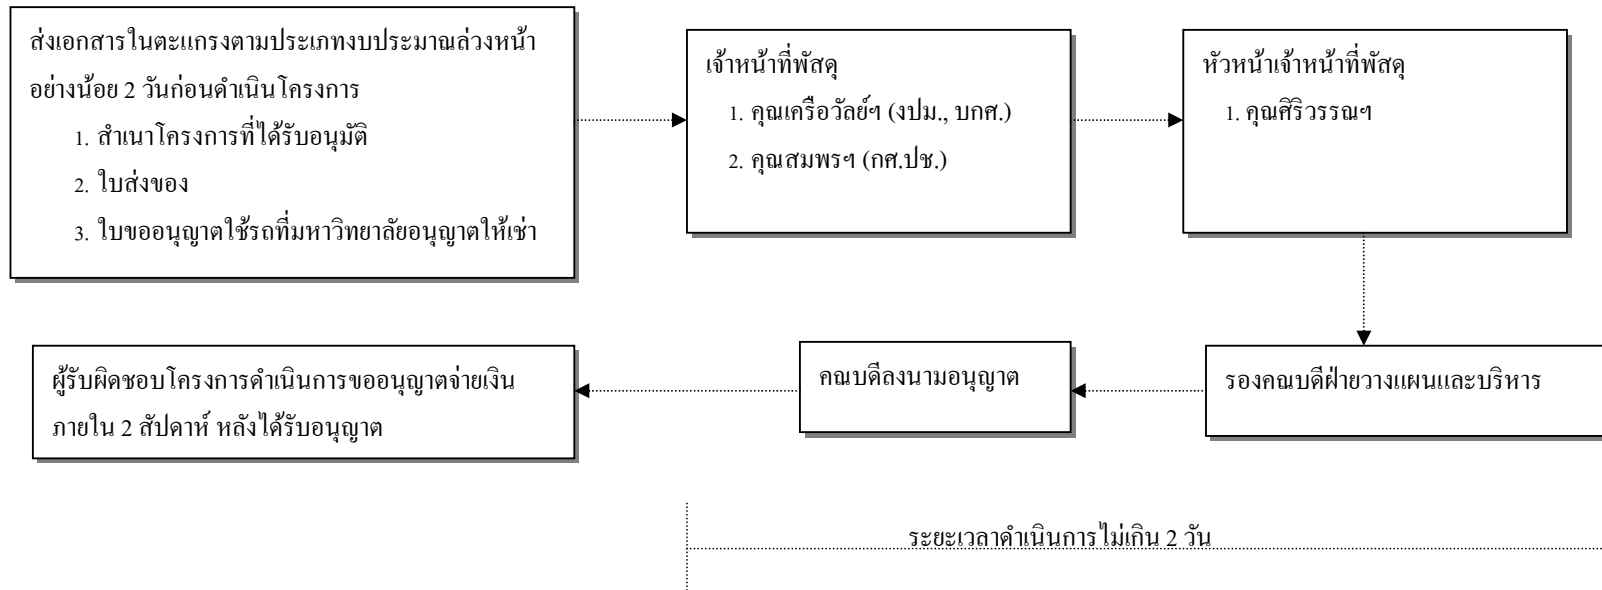 ส่งเอกสารในตะแกรงตามประเภทงบประมาณล่วงหน้า
อย่างน้อย 2 วันก่อนดำเนินโครงการ
1. สำเนาโครงการที่ได้รับอนุมัติ
2. ใบส่งของ
3. ใบขออนุญาตใช้รถที่มหาวิทยาลัยอนุญาตให้เช่า
เจ้าหน้าที่พัสดุ
1. คุณเครือวัลย์ฯ (งปม., บกศ.)
2. คุณสมพรฯ (กศ.ปช.)
หัวหน้าเจ้าหน้าที่พัสดุ
1. คุณศิริวรรณฯ
รองคณบดีฝ่ายวางแผนและบริหาร
คณบดีลงนามอนุญาต
ผู้รับผิดชอบโครงการดำเนินการขออนุญาตจ่ายเงิน
ภายใน 2 สัปดาห์ หลังได้รับอนุญาต
ระยะเวลาดำเนินการไม่เกิน 2 วัน